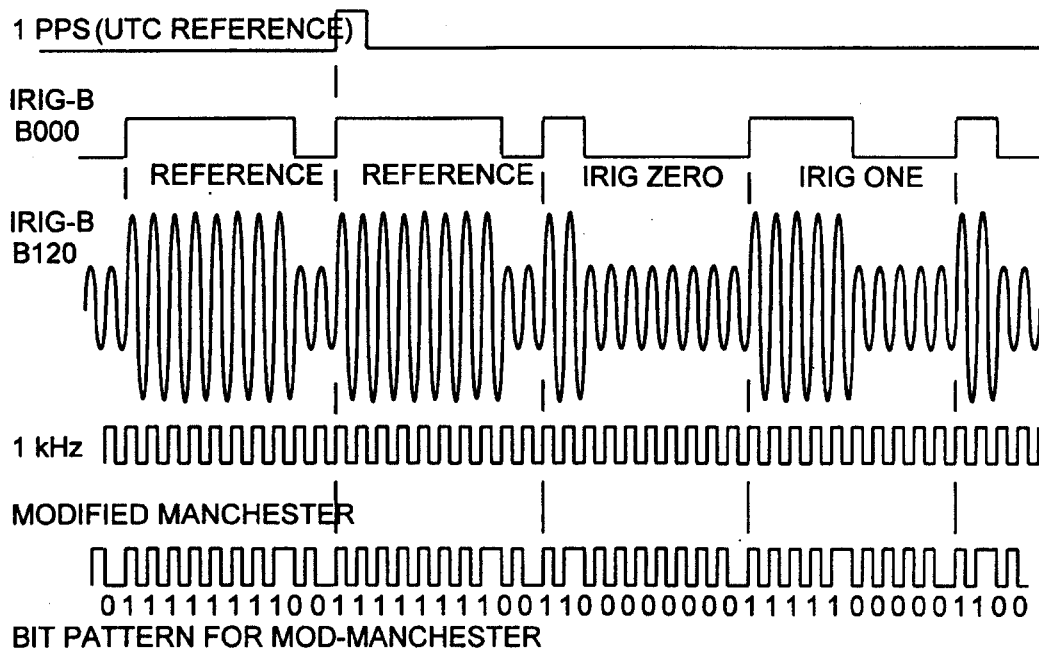 1 PPS (UTC REFERENCE)
IRIG-B
B000
REFERENCE REFERENCE IRIG ZERO IRIG ONE
IRIG-B
B120
1 kHz
MODIFIED MANCHESTER
011111111001111111100110000000011111000001100
BIT PATTERN FOR MOD-MANCHESTER